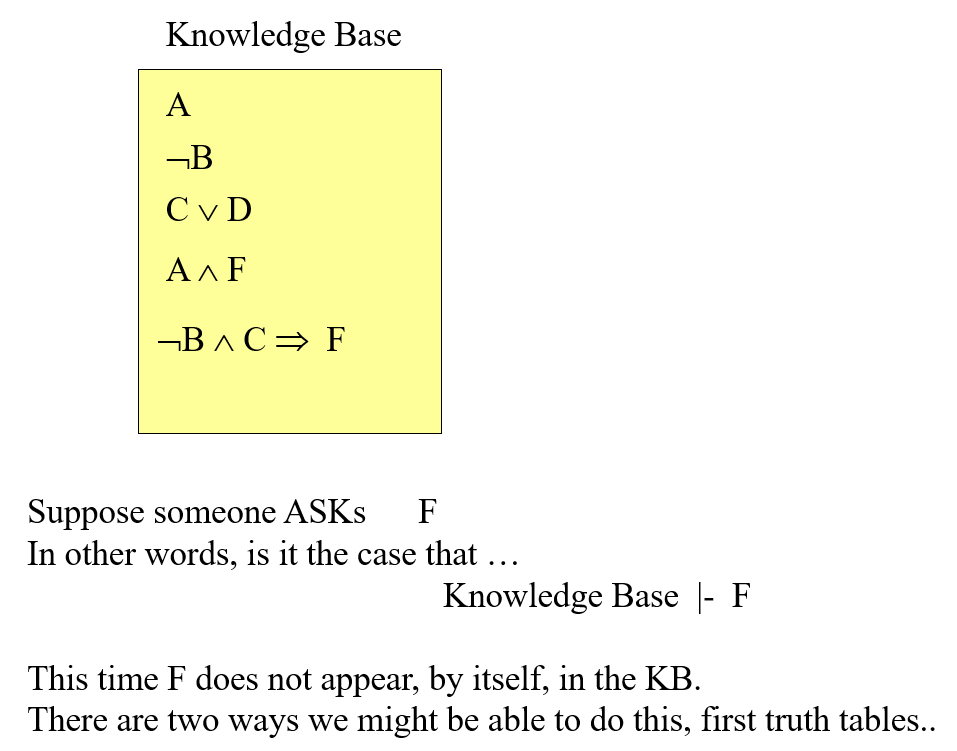 Knowledge Base
A
¬B
C ∨ D
A ∧ F
¬B ∧ C ⇒ F
Suppose someone ASKs F
In other words, is it the case that …
Knowledge Base |- F
This time F does not appear, by itself, in the KB.
There are two ways we might be able to do this, first truth tables..